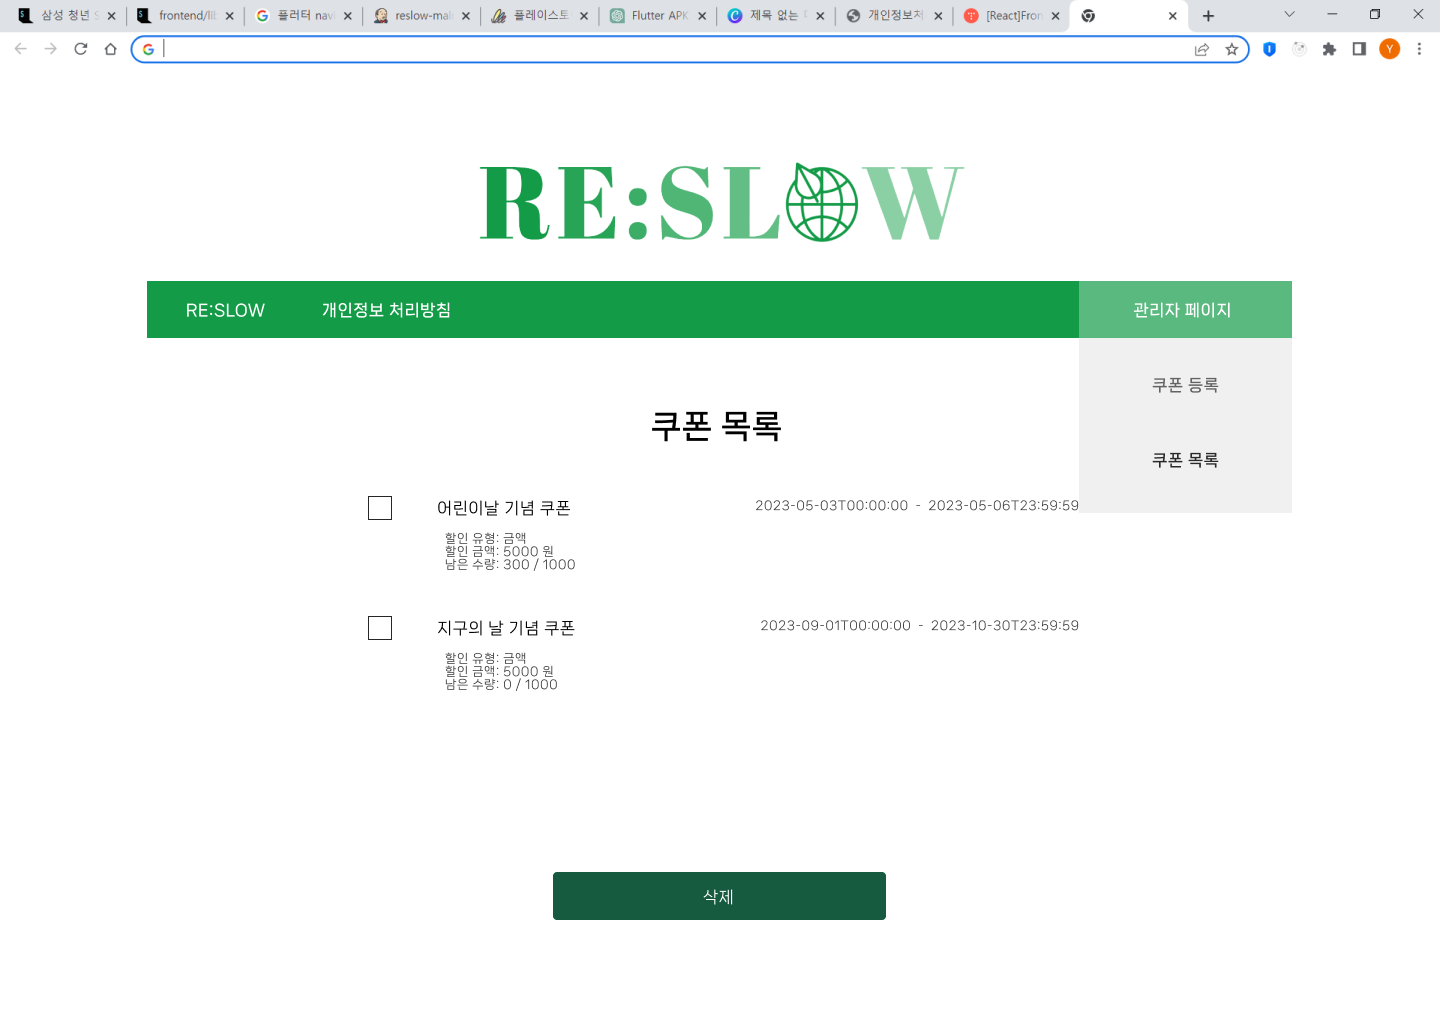 삼성 청년 S
frontend/lib
플러터 navi
reslow-mai
플레이스토
Flutter APK
제목 없는
개인정보처
[React]Fron
Y
RE:SLOW
RE:SLOW 개인정보 처리방침 관리자 페이지
쿠폰 등록
쿠폰 목록
쿠폰 목록
어린이날 기념 쿠폰 2023-05-03T00:00:00 - 2023-05-06T23:59:59
할인 유형: 금액
할인 금액: 5000 원
남은 수량: 300 / 1000
지구의 날 기념 쿠폰 2023-09-01T00:00:00 - 2023-10-30T23:59:59
할인 유형: 금액
할인 금액: 5000 원
남은 수량: 0 / 1000
삭제